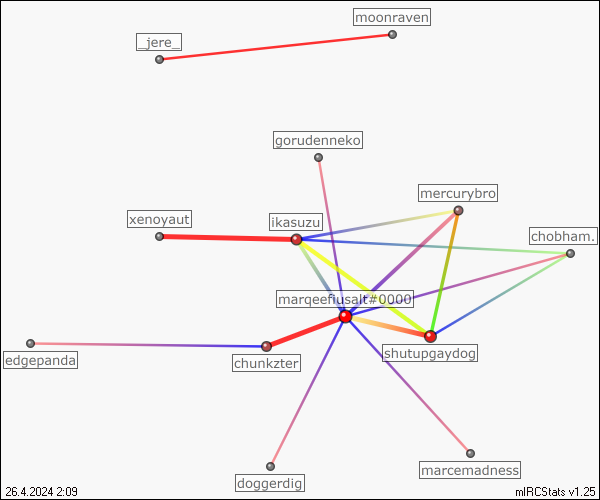 moonraven
_jere_
gorudenneko
mercurybro
xenoyaut
ikasuzu
chobham.
marqeefiusalt#0000
edgepanda
chunkzter
shutupgaydog
marcemadness
doggerdig
26.4.2024 2:09
mIRCStats v1.25